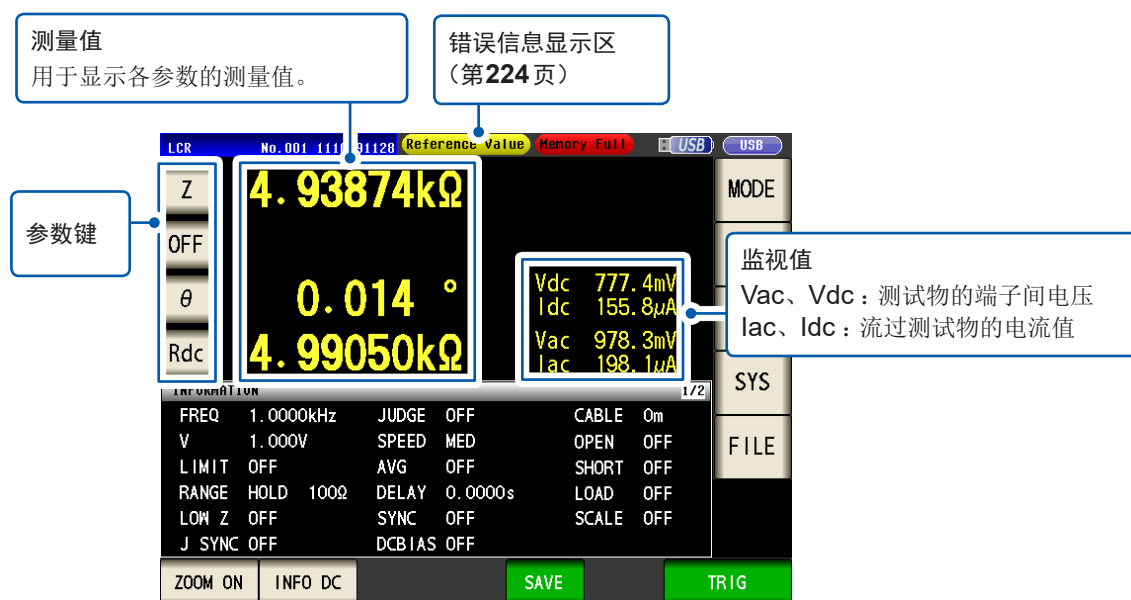 测量值
用于显示各参数的测量值。
错误信息显示区
（第224页）
LCR No.001 Reference Value Memory Full USB USB
参数键
Z
OFF
θ
Rdc
4.93874kΩ
0.014 °
4.99050kΩ
Vdc 777.4mV
Idc 155.8μA
Vac 978.3mV
Iac 198.1μA
MODE
SYS
FILE
监视值
Vac、Vdc：测试物的端子间电压
Iac、Idc：流过测试物的电流值
INFORMATION 1/2
FREQ 1.0000kHz JUDGE OFF CABLE 0m
V 1.000V SPEED MED OPEN OFF
LIMIT OFF AVG OFF SHORT OFF
RANGE HOLD 100Ω DELAY 0.0000s LOAD OFF
LOW Z OFF SYNC OFF SCALE OFF
J SYNC OFF DCBIAS OFF
ZOOM ON INFO DC SAVE TRIG